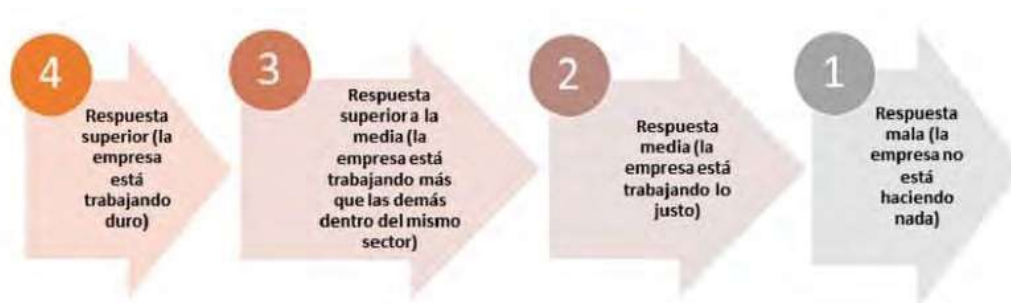 4
Respuesta
superior (la
empresa
está
trabajando
duro)
3
Respuesta
superior a la
media (la
empresa está
trabajando más
que las demás
dentro del mismo
sector)
2
Respuesta
media (la
empresa está
trabajando lo
justo)
1
Respuesta
mala (la
empresa no
está
haciendo
nada)